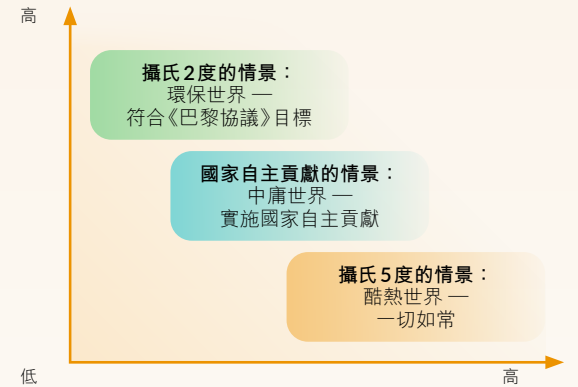 高
攝氏2度的情景：
環保世界 —
符合《巴黎協議》目標
國家自主貢獻的情景：
中庸世界 —
實施國家自主貢獻
攝氏5度的情景：
酷熱世界 —
一切如常
低
高